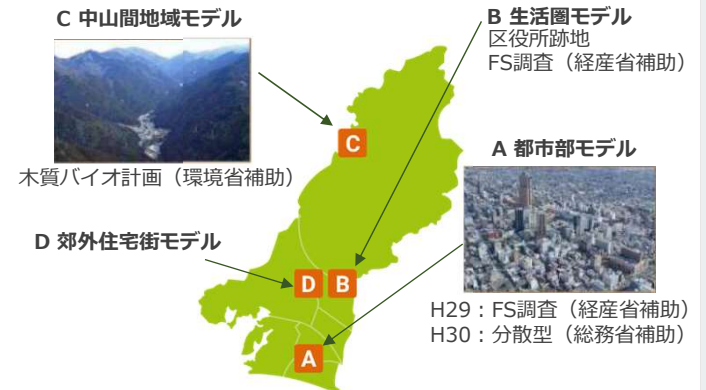 C 中山間地域モデル
木質バイオ計画（環境省補助）
B 生活圏モデル
区役所跡地
FS調査（経産省補助）
A 都市部モデル
H29：FS調査（経産省補助）
H30：分散型（総務省補助）
D 郊外住宅街モデル
C
D B
A